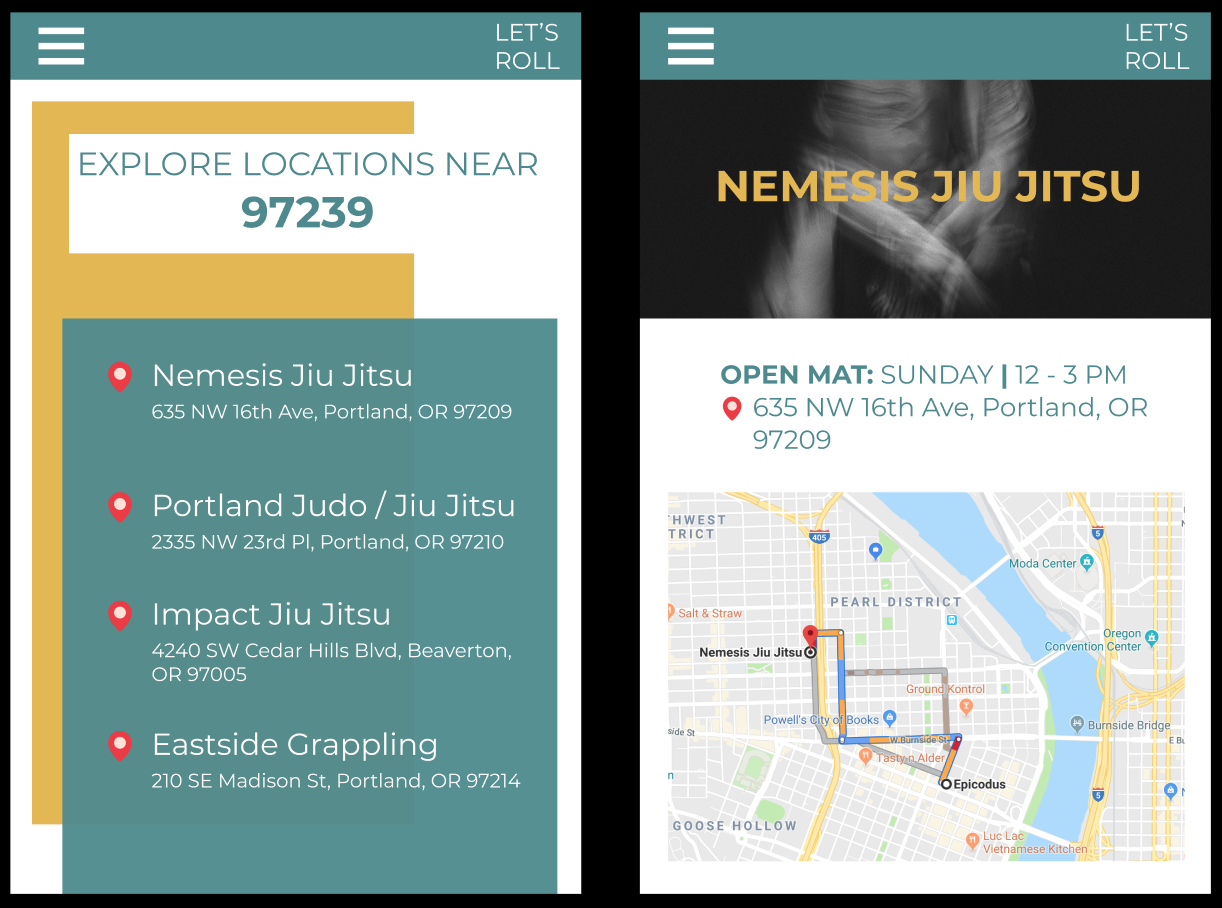 LET'S
ROLL
EXPLORE LOCATIONS NEAR
97239
Nemesis Jiu Jitsu
635 NW 16th Ave, Portland, OR 97209
Portland Judo / Jiu Jitsu
2335 NW 23rd Pl, Portland, OR 97210
Impact Jiu Jitsu
4240 SW Cedar Hills Blvd, Beaverton,
OR 97005
Eastside Grappling
210 SE Madison St, Portland, OR 97214
LET'S
ROLL
NEMESIS JIU JITSU
OPEN MAT: SUNDAY | 12 - 3 PM
635 NW 16th Ave, Portland, OR
97209
HWEST
TRICT
405
5
Moda Center
PEARL DISTRICT
Salt & Straw
Oregon
Convention Center
Nemesis Jiu Jitsu
Ground Kontrol
Powell's City of Books
Burnside Bridge
side St
W Burnside St
E Bu
Tasty n Alder
n
Epicodus
5
N
GOOSE HOLLOW
Luc Lac
Vietnamese Kitchen